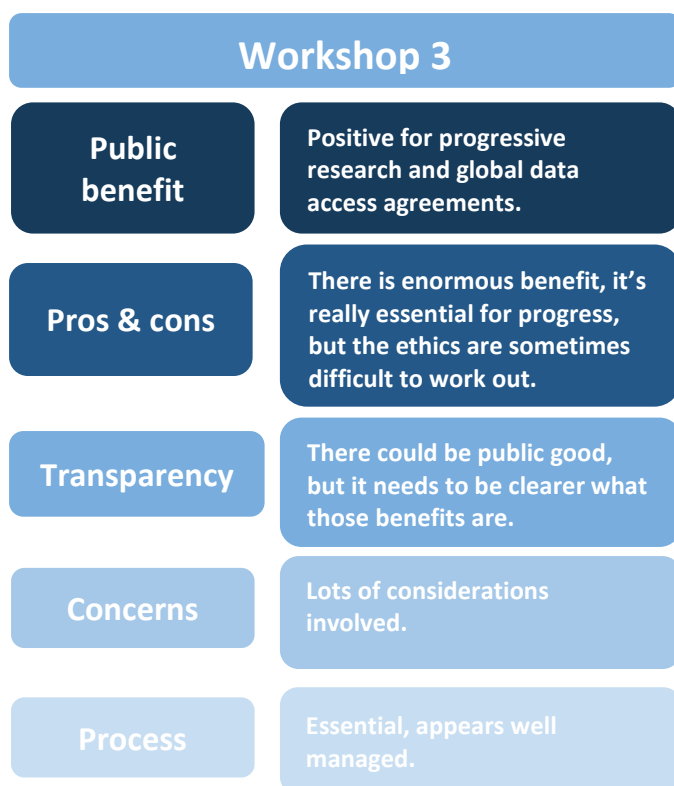 Workshop 3
Public
benefit
Positive for progressive
research and global data
access agreements.
Pros & cons
There is enormous benefit, it’s
really essential for progress,
but the ethics are sometimes
difficult to work out.
Transparency
There could be public good,
but it needs to be clearer what
those benefits are.
Concerns
Lots of considerations
involved.
Process
Essential, appears well
managed.